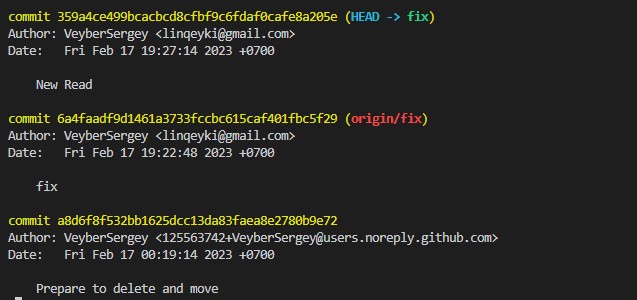 commit 359a4ce499bcacbcd8cfbf9c6fdaf0cafe8a205e (HEAD -> fix)
Author: VeyberSergey <linqeyki@gmail.com>
Date:   Fri Feb 17 19:27:14 2023 +0700

    New Read

commit 6a4faadf9d1461a3733fccbc615caf401fbc5f29 (origin/fix)
Author: VeyberSergey <linqeyki@gmail.com>
Date:   Fri Feb 17 19:22:48 2023 +0700

    fix

commit a8d6f8f532bb1625dcc13da83faea8e2780b9e72
Author: VeyberSergey <125563742+VeyberSergey@users.noreply.github.com>
Date:   Fri Feb 17 00:19:14 2023 +0700

    Prepare to delete and move